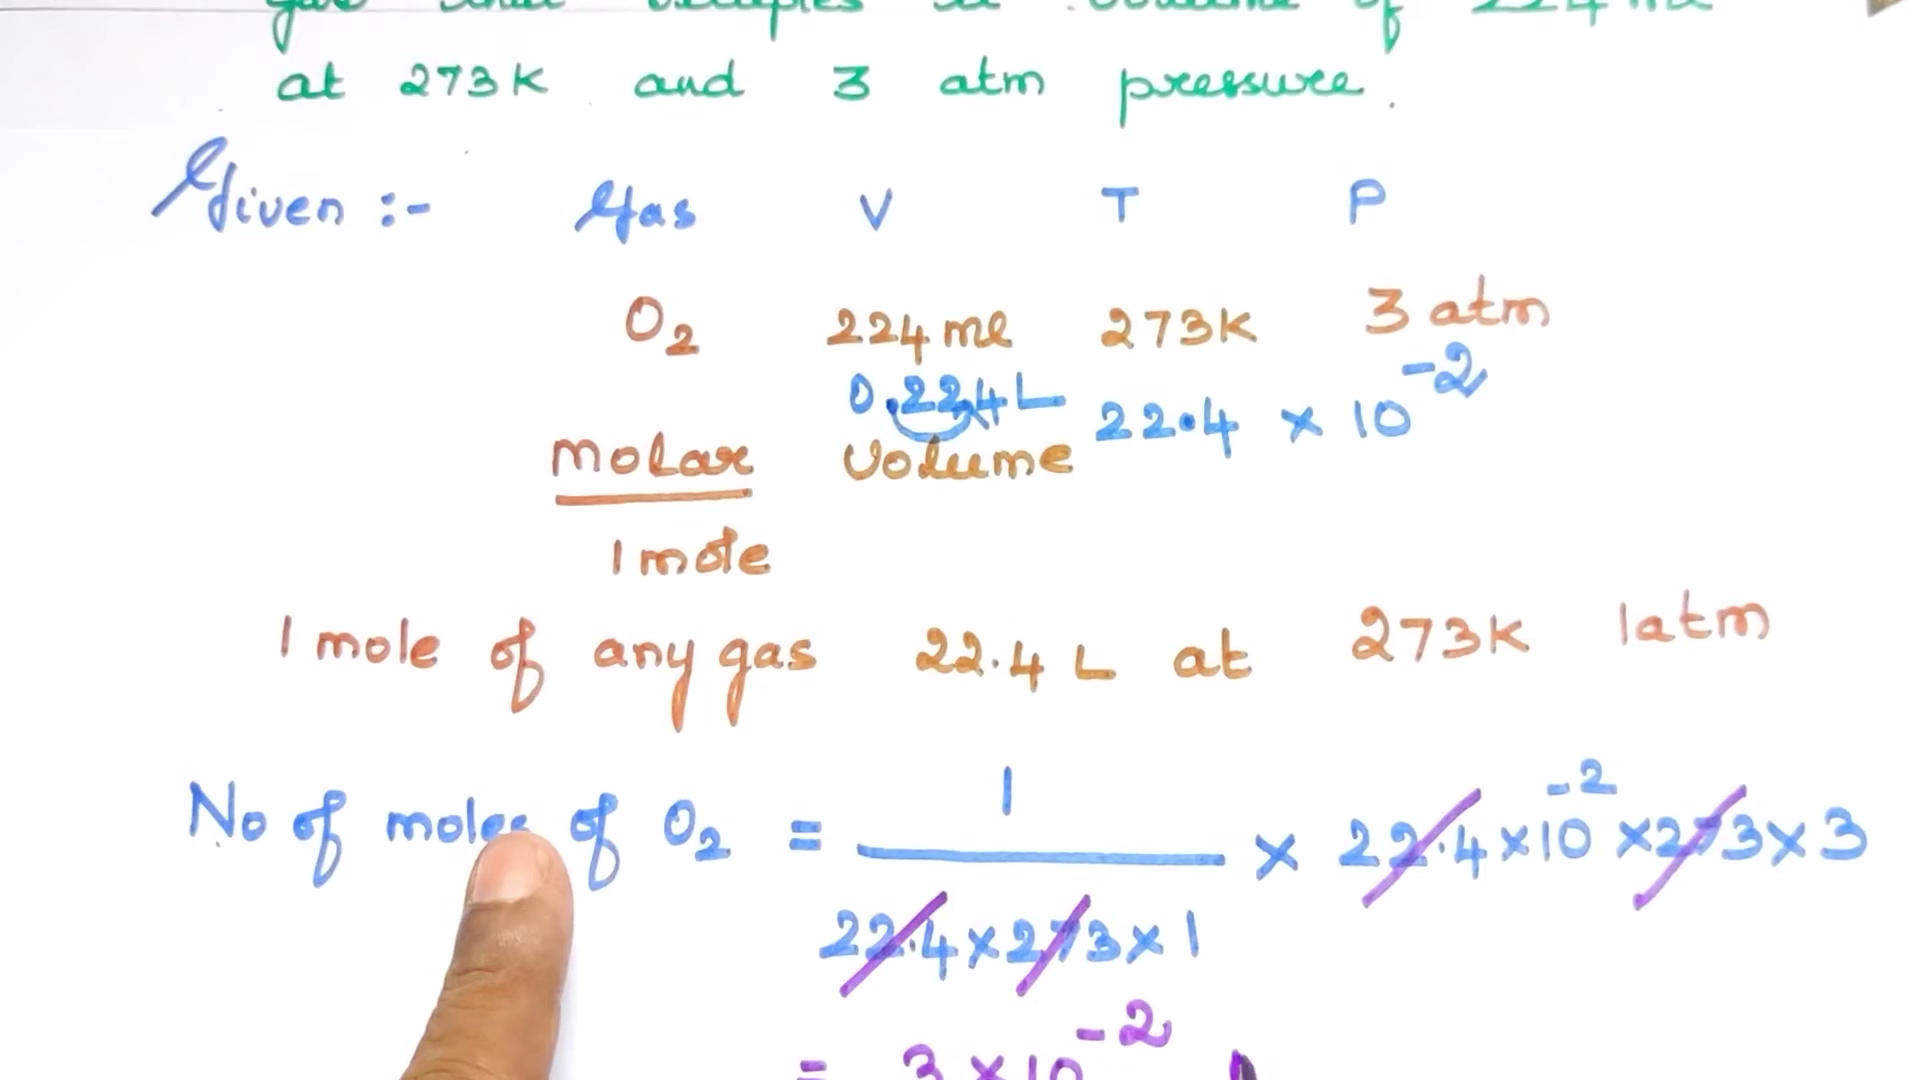 at 273K and 3 atm pressure.
Given :- Gas V T P
O2 224 ml 273K 3 atm
0.224L 22.4 × 10^-2
Molar Volume
1 mole
1 mole of any gas 22.4 L at 273K 1atm
No of moles of O2 = 1 / 22.4×273×1 × 22.4×10^-2 ×273×3
= 3 × 10^-2